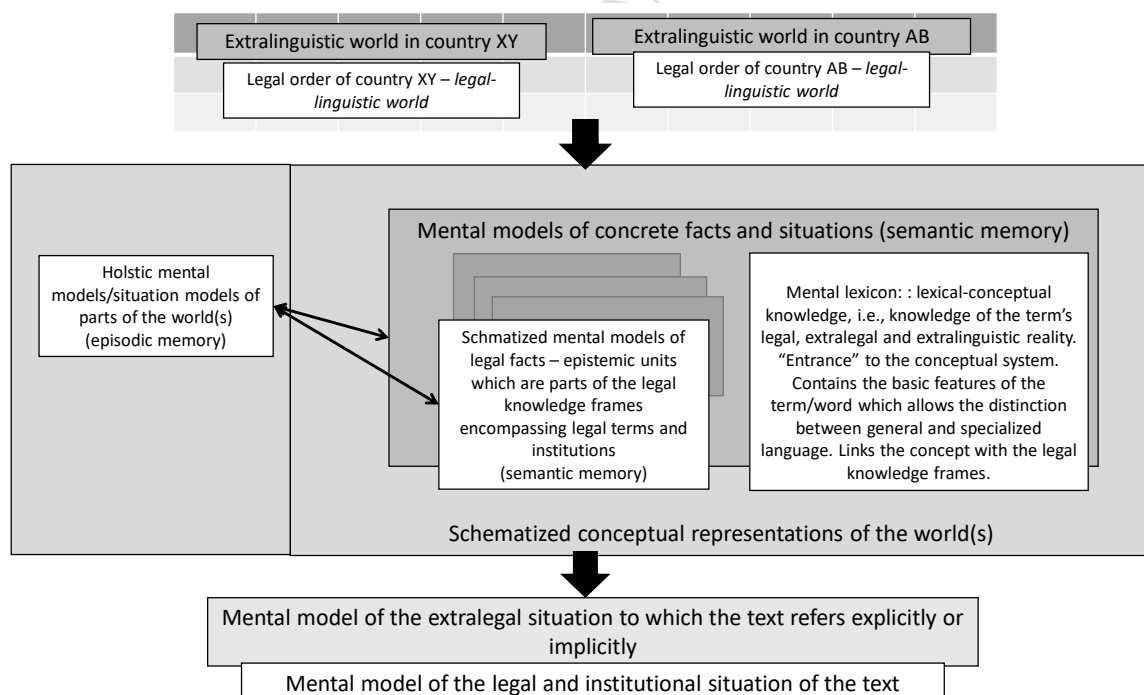 Extralinguistic world in country XY
Legal order of country XY – legal-
linguistic world
Extralinguistic world in country AB
Legal order of country AB – legal-
linguistic world
Holstic mental
models/situation models of
parts of the world(s)
(episodic memory)
Mental models of concrete facts and situations (semantic memory)
Schmatized mental models of
legal facts – epistemic units
which are parts of the legal
knowledge frames
encompassing legal terms and
institutions
(semantic memory)
Mental lexicon: : lexical-conceptual
knowledge, i.e., knowledge of the term’s
legal, extralegal and extralinguistic reality.
“Entrance” to the conceptual system.
Contains the basic features of the
term/word which allows the distinction
between general and specialized
language. Links the concept with the legal
knowledge frames.
Schematized conceptual representations of the world(s)
Mental model of the extralegal situation to which the text refers explicitly or
implicitly
Mental model of the legal and institutional situation of the text